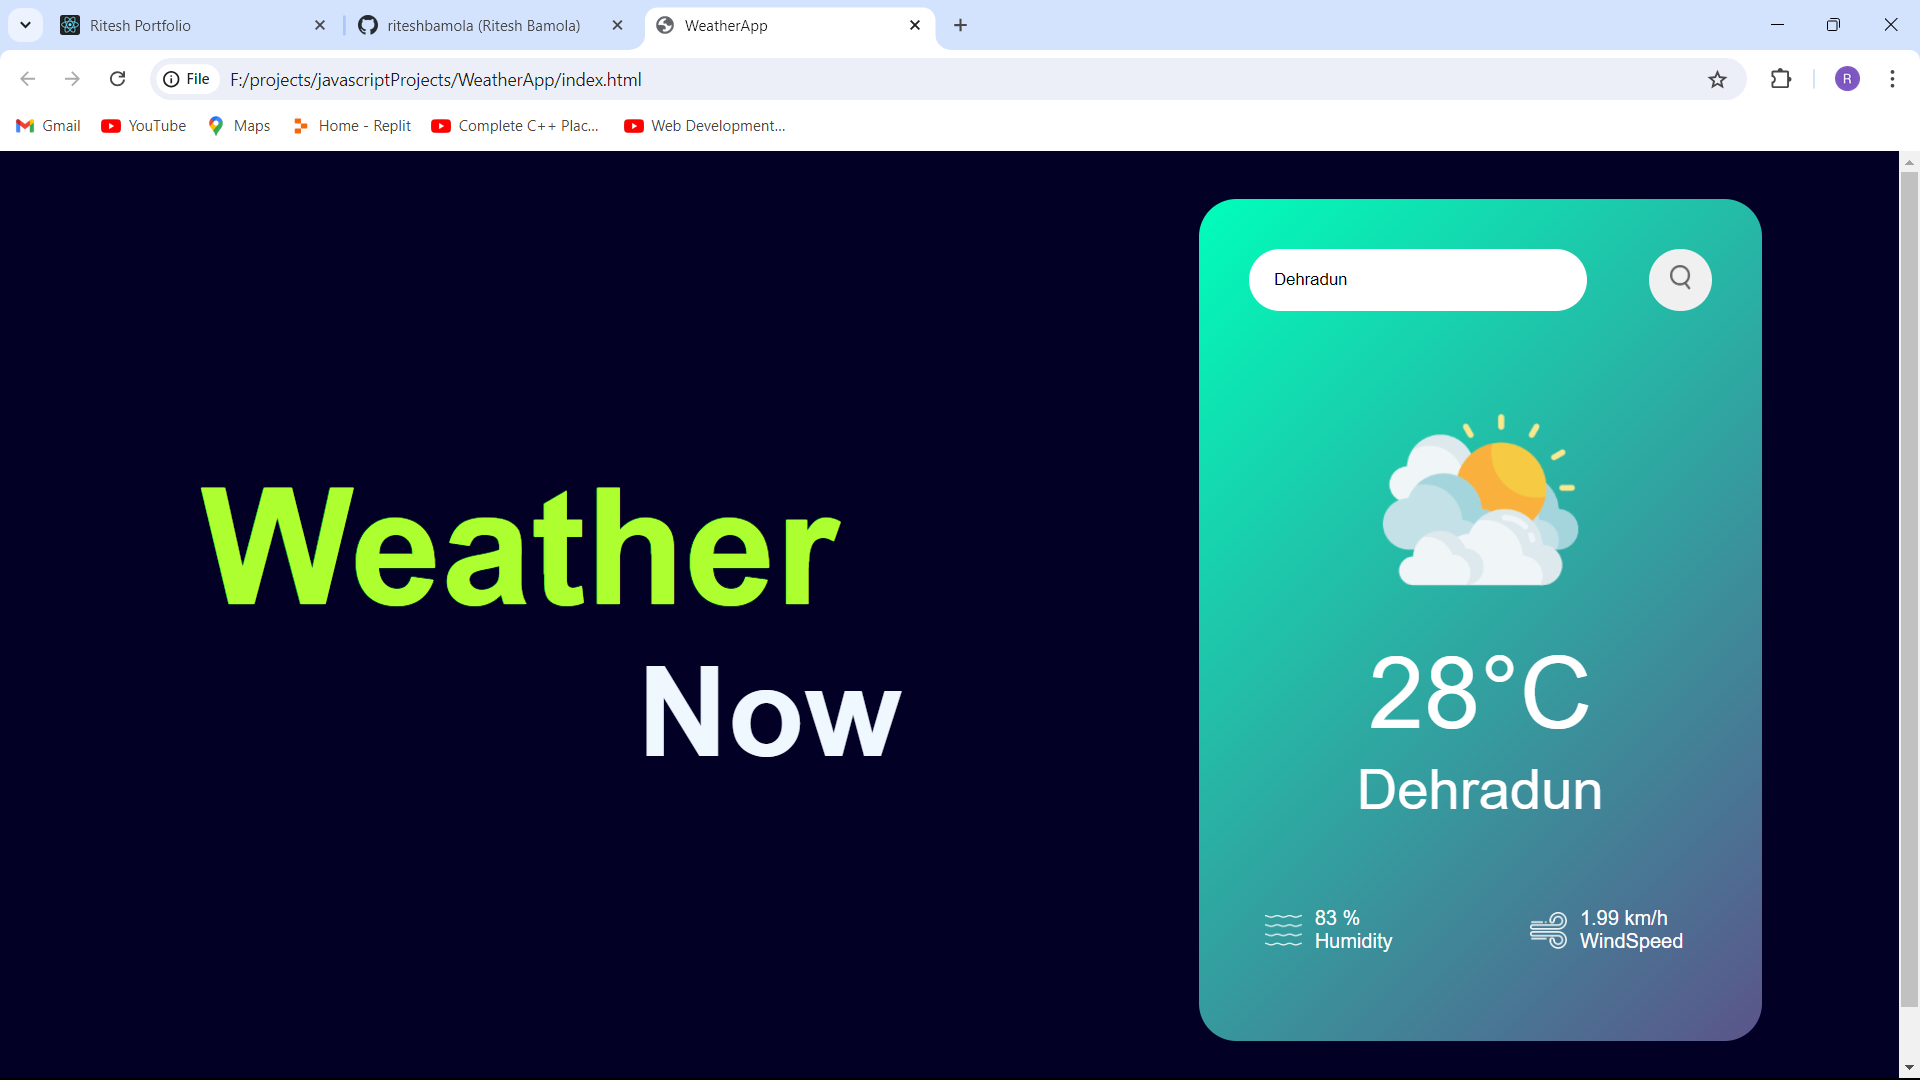 Ritesh Portfolio
riteshbamola (Ritesh Bamola)
WeatherApp
File
F:/projects/javascriptProjects/WeatherApp/index.html
R
Gmail
YouTube
Maps
Home - Replit
Complete C++ Plac...
Web Development...
Dehradun
Weather
Now
28°C
Dehradun
83 %
Humidity
1.99 km/h
WindSpeed